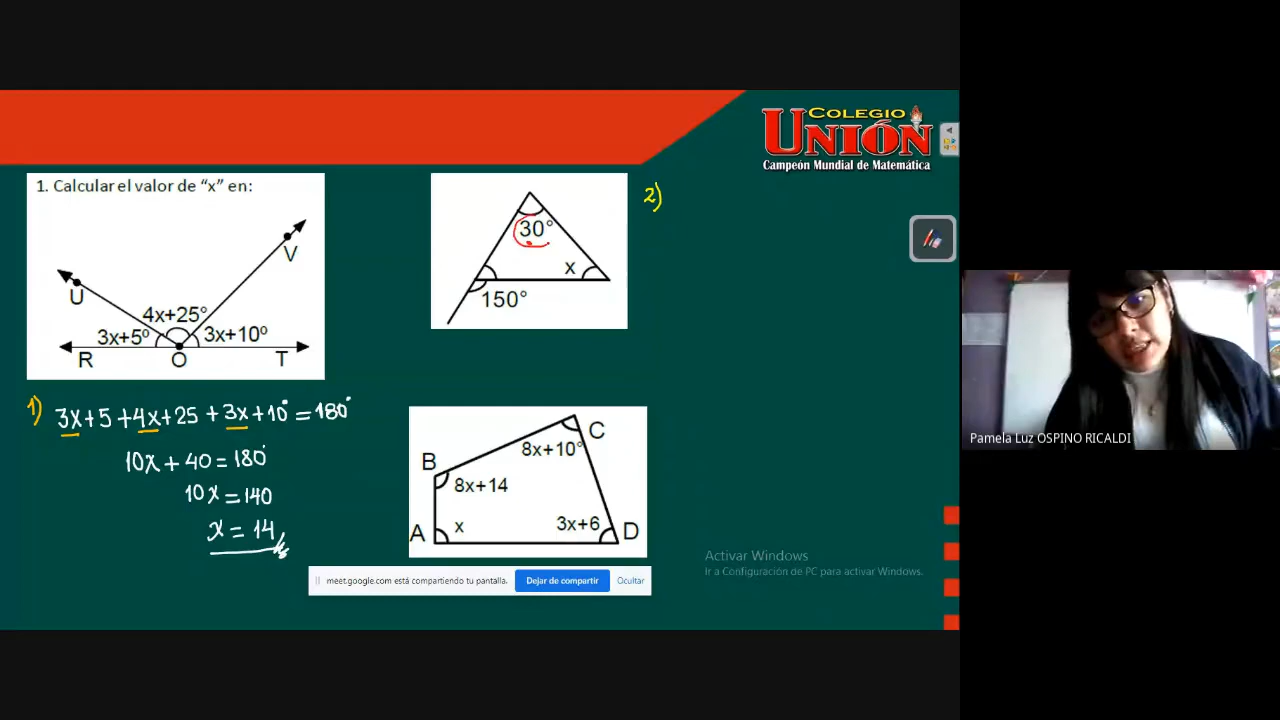 COLEGIO
UNIÓN
Campeón Mundial de Matemática
1. Calcular el valor de “x” en:
U
V
4x+25°
3x+5º
3x+10º
R
O
T
1) 3x+5+4x+25+3x+10°=180°
10x+40=180°
10x=140
x=14
30°
x
150°
2)
B
C
8x+10°
8x+14
A
x
3x+6
D
meet.google.com está compartiendo tu pantalla.
Dejar de compartir
Ocultar
Activar Windows
Ir a Configuración de PC para activar Windows.
Pamela Luz OSPINO RICALDI